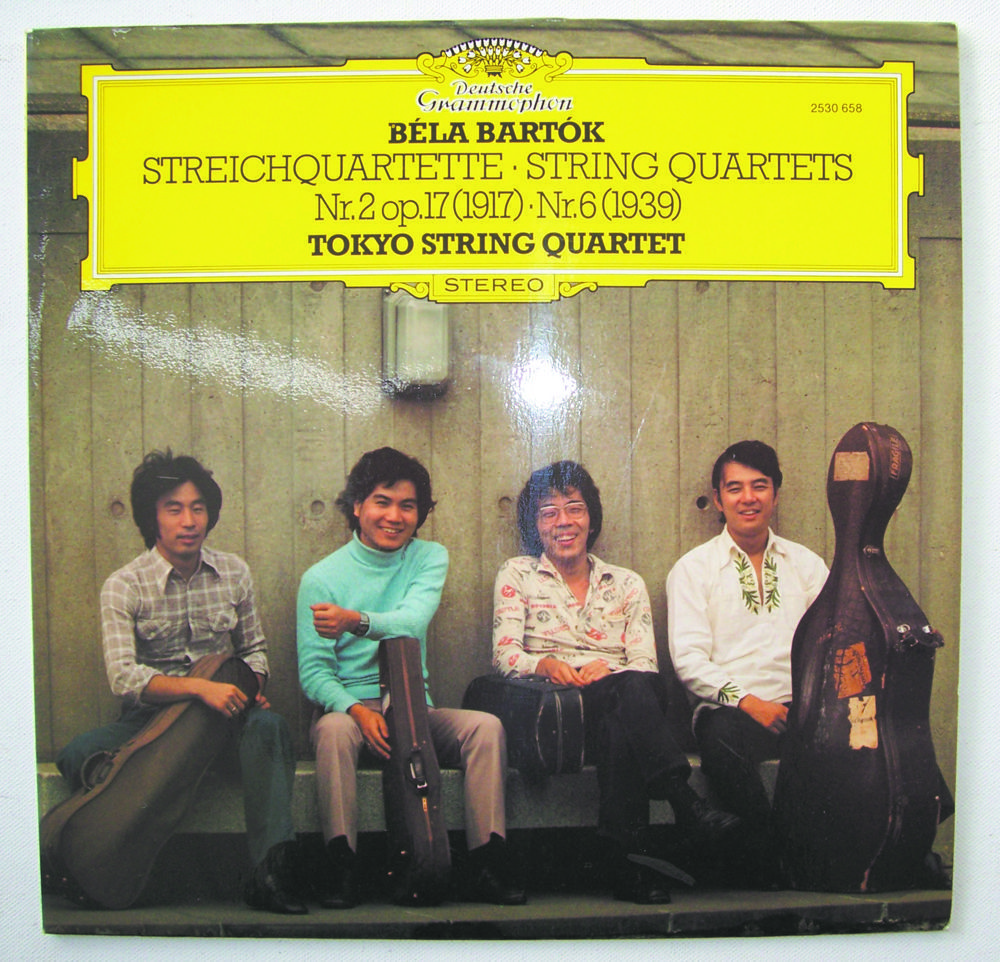 Deutsche
Grammophon
2530 658
BÉLA BARTÓK
STREICHQUARTETTE · STRING QUARTETS
Nr. 2 op. 17 (1917) · Nr. 6 (1939)
TOKYO STRING QUARTET
STEREO
FRAGILE